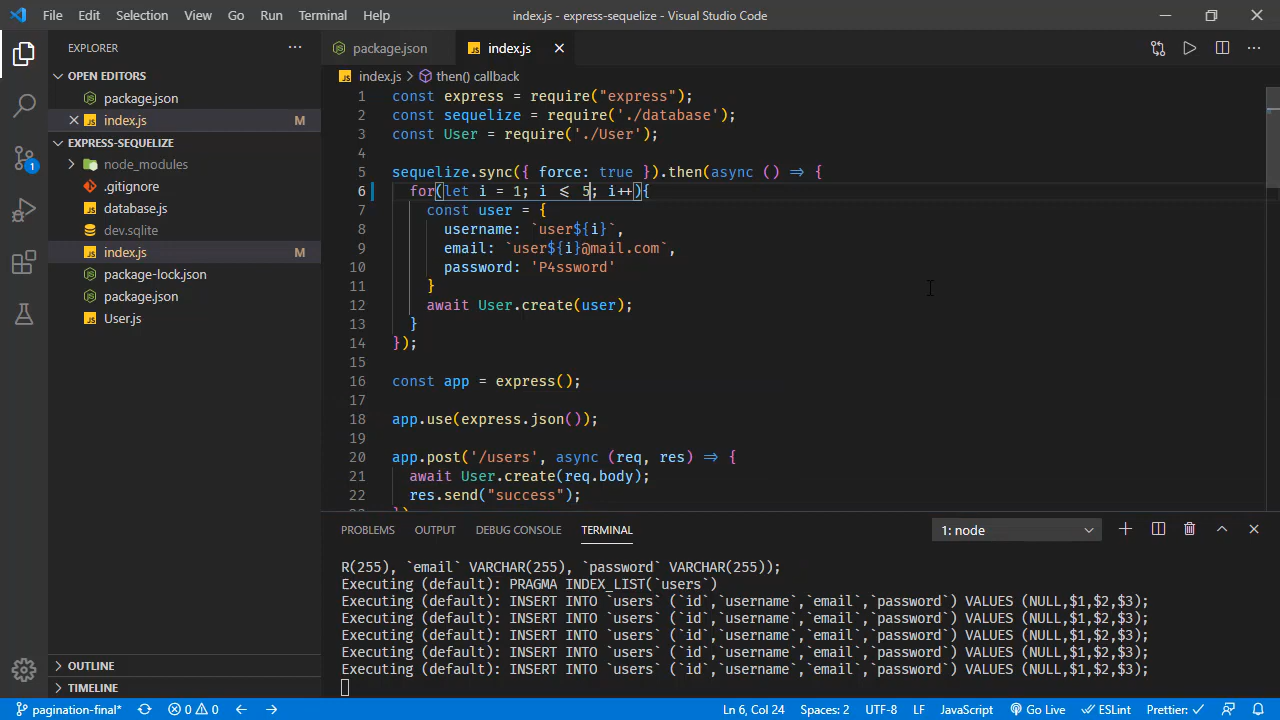 File Edit Selection View Go Run Terminal Help index.js - express-sequelize - Visual Studio Code
EXPLORER
OPEN EDITORS
package.json
index.js M
EXPRESS-SEQUELIZE
node_modules
.gitignore
database.js
dev.sqlite
index.js M
package-lock.json
package.json
User.js
OUTLINE
TIMELINE
package.json index.js
index.js > then() callback
1 const express = require("express");
2 const sequelize = require('./database');
3 const User = require('./User');
4
5 sequelize.sync({ force: true }).then(async () => {
6 for(let i = 1; i <= 5; i++){
7 const user = {
8 username: `user${i}`,
9 email: `user${i}@mail.com`,
10 password: 'P4ssword'
11 }
12 await User.create(user);
13 }
14 });
15
16 const app = express();
17
18 app.use(express.json());
19
20 app.post('/users', async (req, res) => {
21 await User.create(req.body);
22 res.send("success");
PROBLEMS OUTPUT DEBUG CONSOLE TERMINAL 1: node
R(255), `email` VARCHAR(255), `password` VARCHAR(255));
Executing (default): PRAGMA INDEX_LIST(`users`)
Executing (default): INSERT INTO `users` (`id`,`username`,`email`,`password`) VALUES (NULL,$1,$2,$3);
Executing (default): INSERT INTO `users` (`id`,`username`,`email`,`password`) VALUES (NULL,$1,$2,$3);
Executing (default): INSERT INTO `users` (`id`,`username`,`email`,`password`) VALUES (NULL,$1,$2,$3);
Executing (default): INSERT INTO `users` (`id`,`username`,`email`,`password`) VALUES (NULL,$1,$2,$3);
Executing (default): INSERT INTO `users` (`id`,`username`,`email`,`password`) VALUES (NULL,$1,$2,$3);
pagination-final* 0 0 Ln 6, Col 24 Spaces: 2 UTF-8 LF JavaScript Go Live ESLint Prettier: ✓